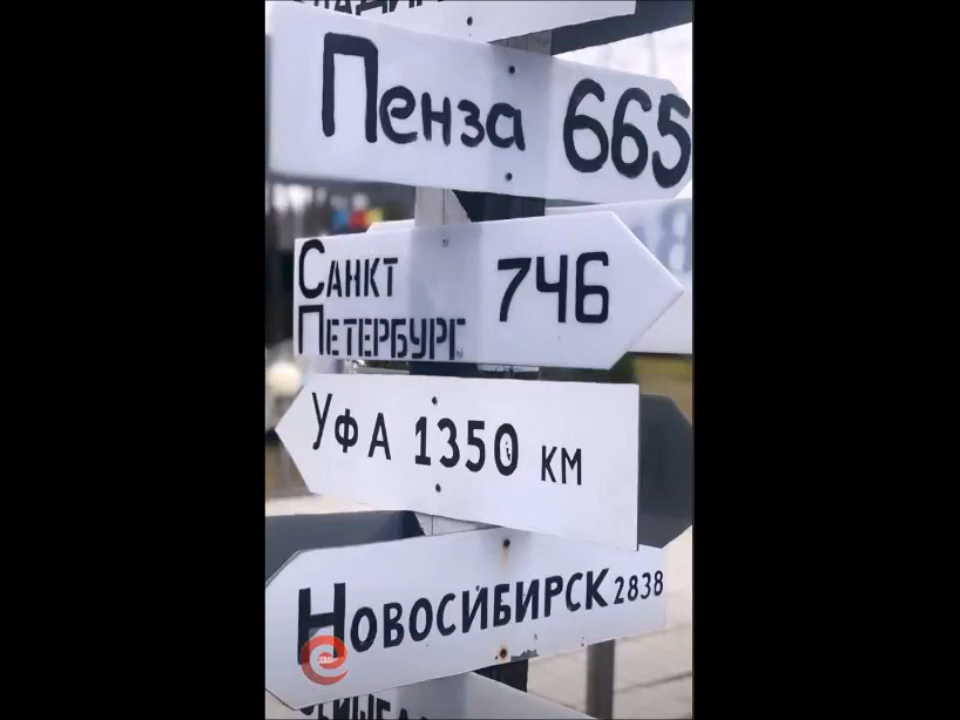 Пенза 665
Санкт
Петербург 746
Уфа 1350 км
Новосибирск 2838